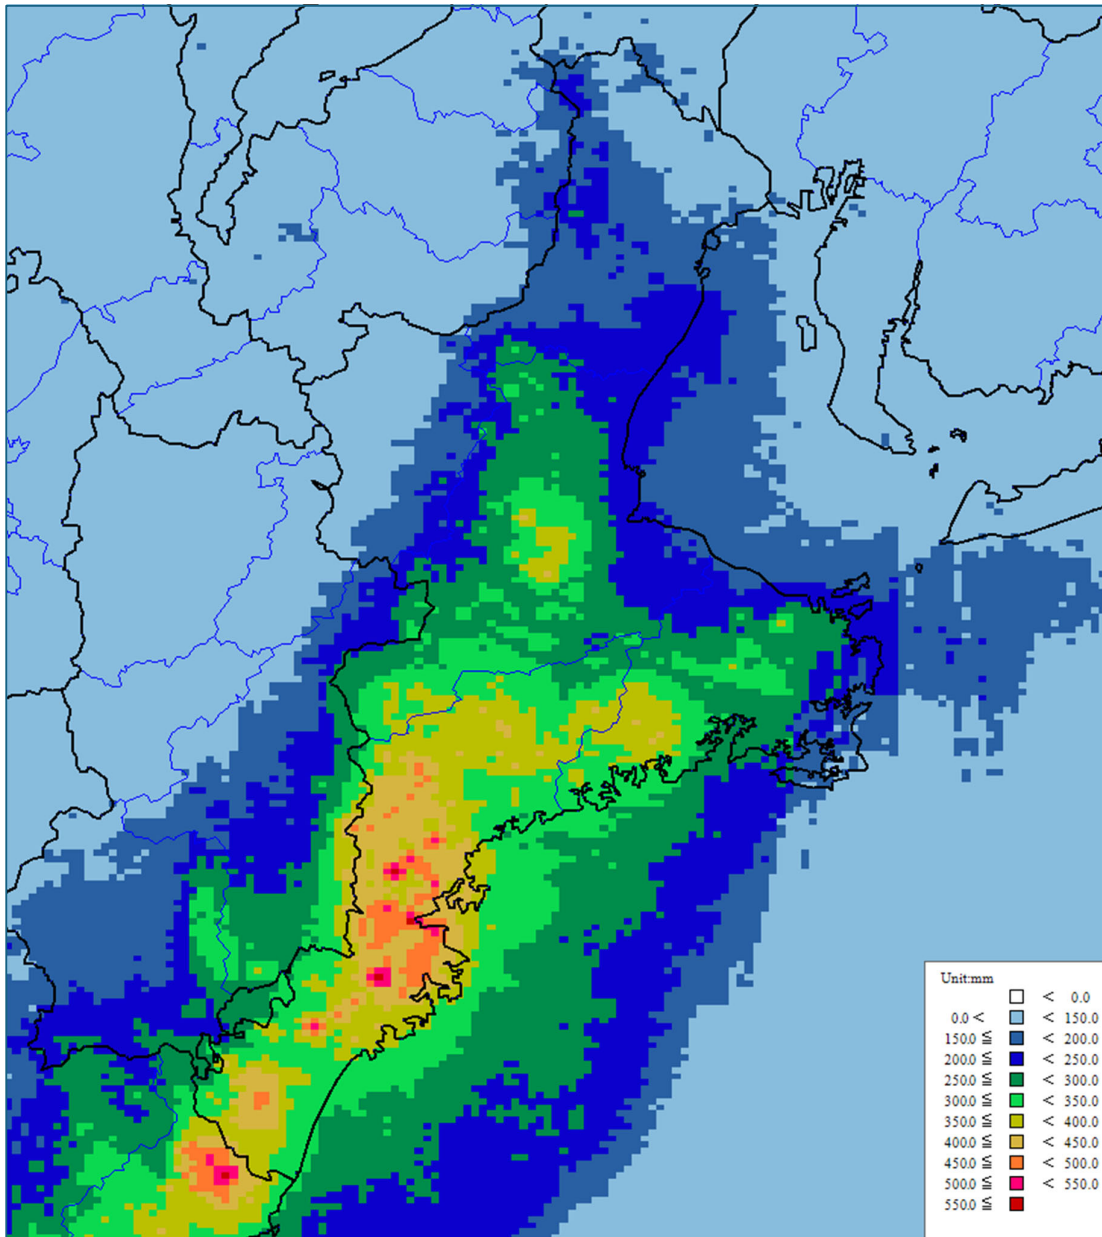 Unit:mm
< 0.0
0.0 < < 150.0
150.0 ≦ < 200.0
200.0 ≦ < 250.0
250.0 ≦ < 300.0
300.0 ≦ < 350.0
350.0 ≦ < 400.0
400.0 ≦ < 450.0
450.0 ≦ < 500.0
500.0 ≦ < 550.0
550.0 ≦